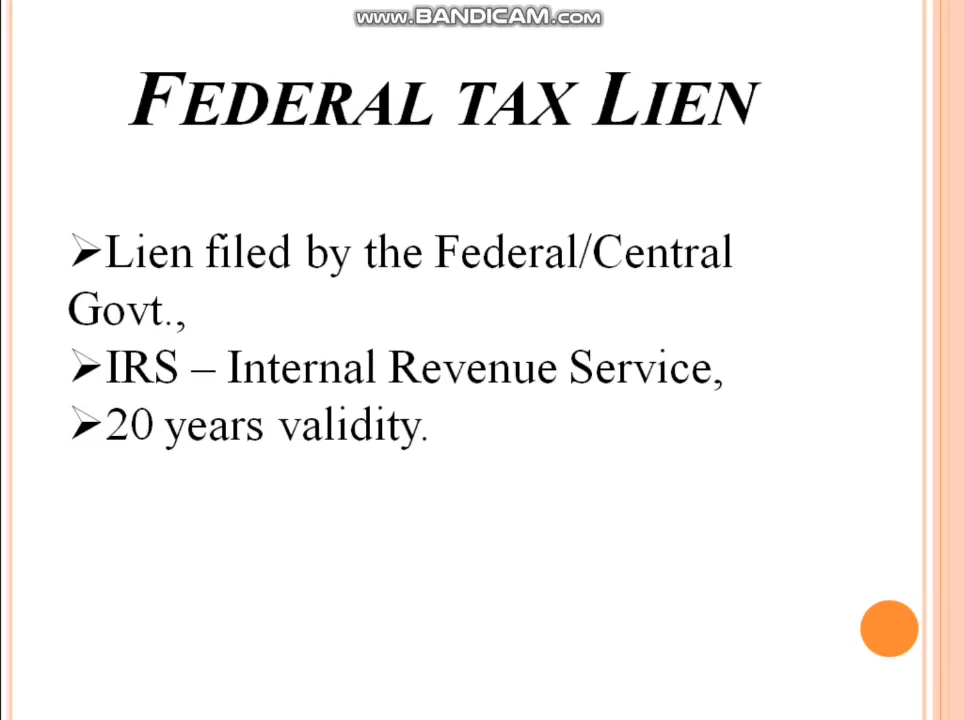 www.BANDICAM.com
FEDERAL TAX LIEN
➢Lien filed by the Federal/Central
Govt.,
➢IRS – Internal Revenue Service,
➢20 years validity.